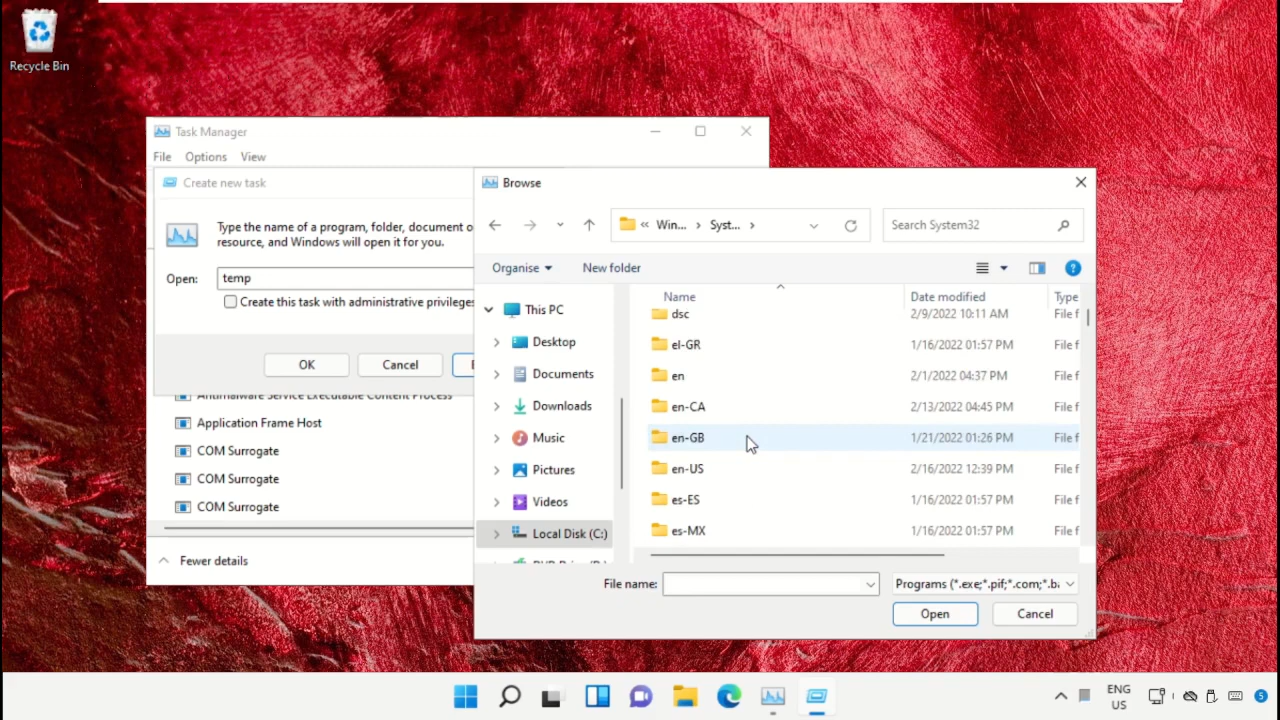 Recycle Bin
Task Manager
File Options View
Create new task
Type the name of a program, folder, document o
resource, and Windows will open it for you.
Open: temp
Create this task with administrative privileges
OK Cancel
Antimalware Service Executable Content Process
Application Frame Host
COM Surrogate
COM Surrogate
COM Surrogate
Fewer details
Browse
« Win... › Syst... ›
Search System32
Organise New folder
This PC
Desktop
Documents
Downloads
Music
Pictures
Videos
Local Disk (C:)
Name Date modified Type
dsc 2/9/2022 10:11 AM File f
el-GR 1/16/2022 01:57 PM File f
en 2/1/2022 04:37 PM File f
en-CA 2/13/2022 04:45 PM File f
en-GB 1/21/2022 01:26 PM File f
en-US 2/16/2022 12:39 PM File f
es-ES 1/16/2022 01:57 PM File f
es-MX 1/16/2022 01:57 PM File f
File name: Programs (*.exe;*.pif;*.com;*.ba
Open Cancel
ENG
US
5